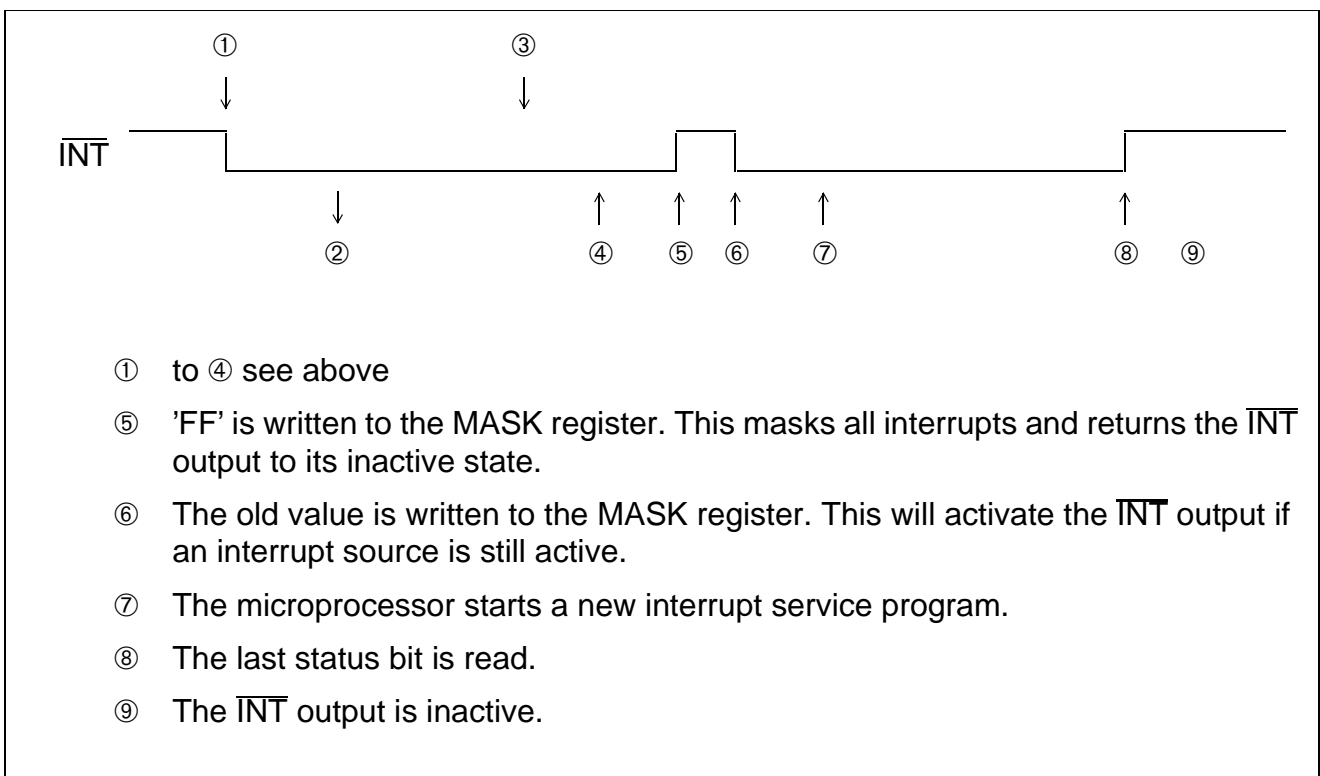 ① ③
INT
② ④ ⑤ ⑥ ⑦ ⑧ ⑨
① to ④ see above
⑤ ’FF’ is written to the MASK register. This masks all interrupts and returns the INT
output to its inactive state.
⑥ The old value is written to the MASK register. This will activate the INT output if
an interrupt source is still active.
⑦ The microprocessor starts a new interrupt service program.
⑧ The last status bit is read.
⑨ The INT output is inactive.